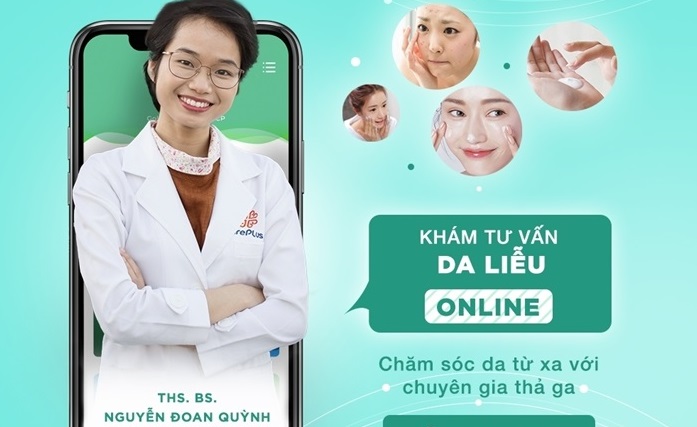 THS. BS.
NGUYỄN ĐOAN QUỲNH
KHÁM TƯ VẤN
DA LIỄU
ONLINE
Chăm sóc da từ xa với
chuyên gia thả ga